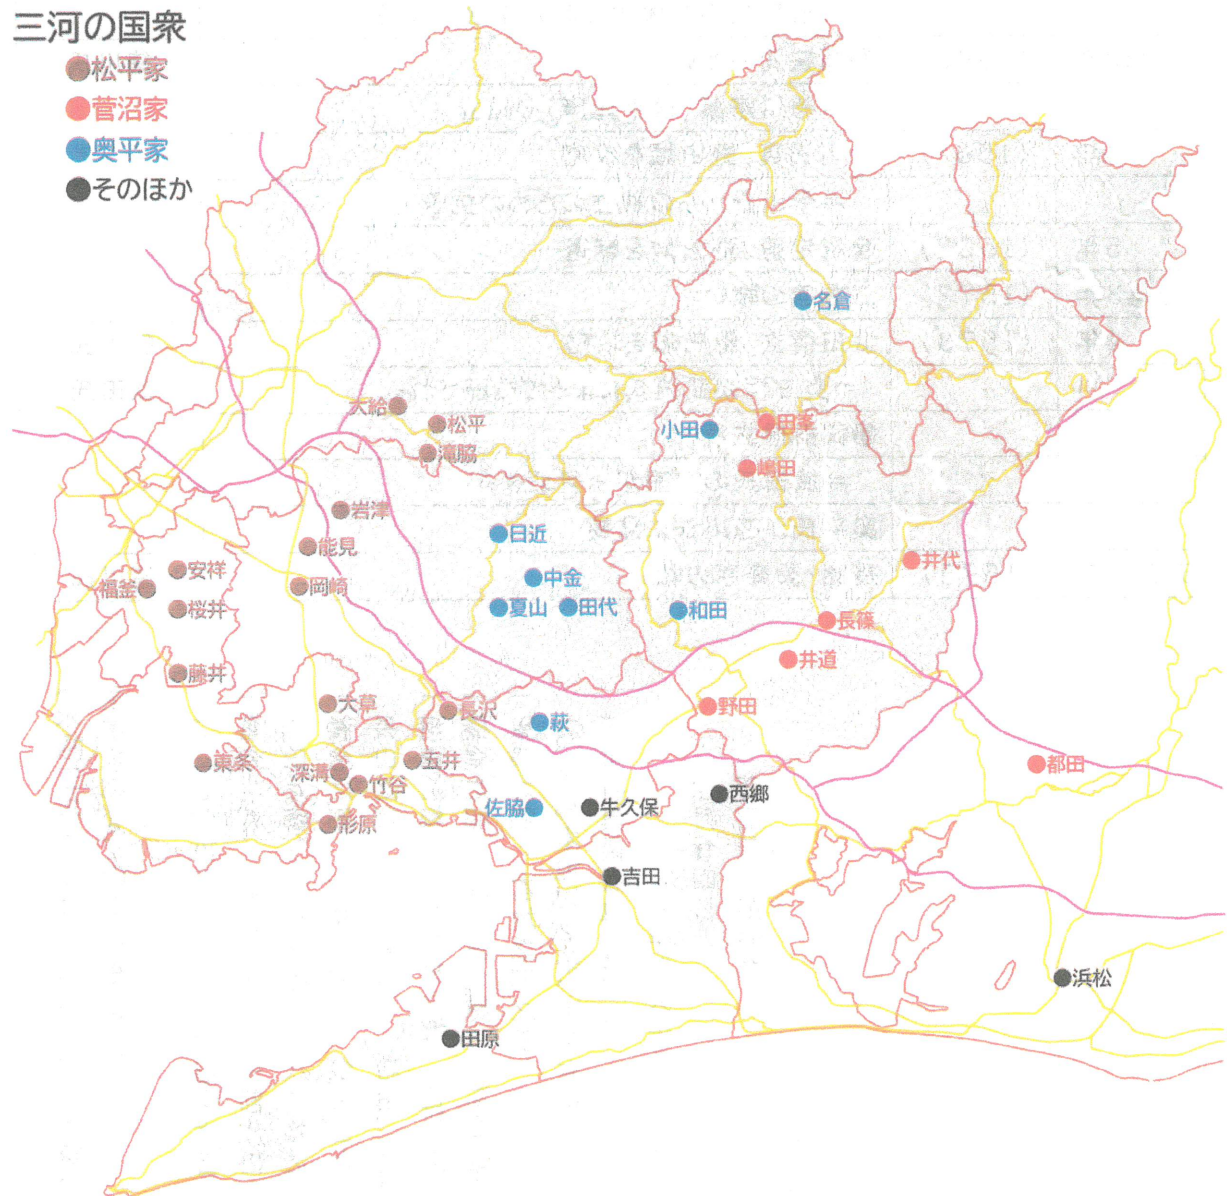 三河の国衆
●松平家
●菅沼家
●奥平家
●そのほか
名倉
大給
松平
滝脇
小田
田峯
嶋田
岩津
能見
日近
井代
安祥
福釜
岡崎
中金
桜井
夏山
田代
和田
長篠
藤井
井道
大草
長沢
萩
野田
東条
深溝
竹谷
五井
都田
形原
佐脇
牛久保
西郷
吉田
浜松
田原